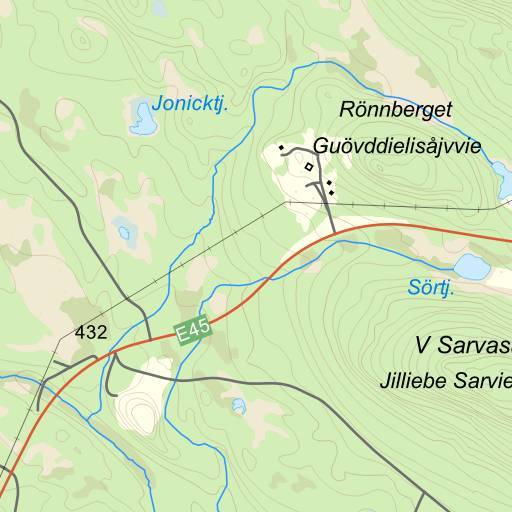 Jonicktj.
Rönnberget
Guövddielisåjvvie
Sörtj.
E45
432
V Sarvas
Jilliebe Sarvie